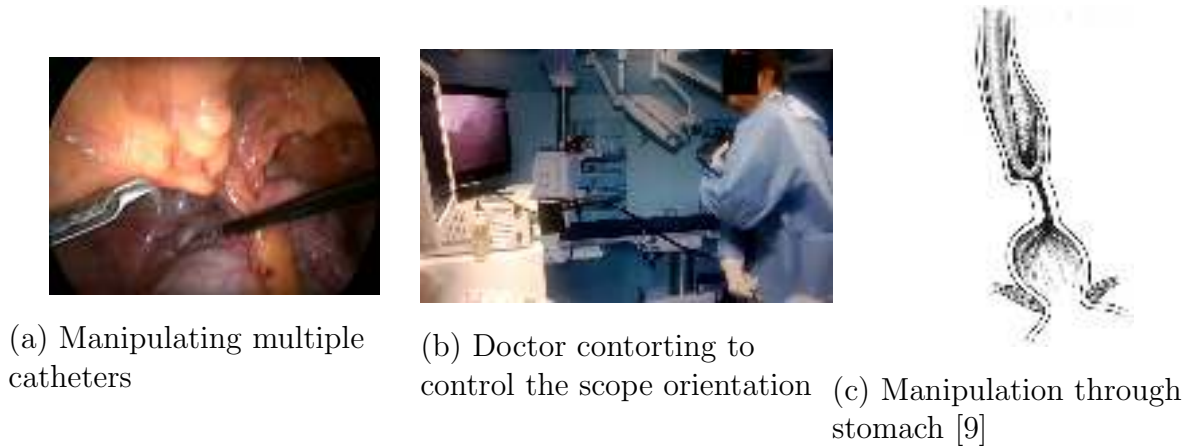 (a) Manipulating multiple
catheters
(b) Doctor contorting to
control the scope orientation
(c) Manipulation through
stomach [9]